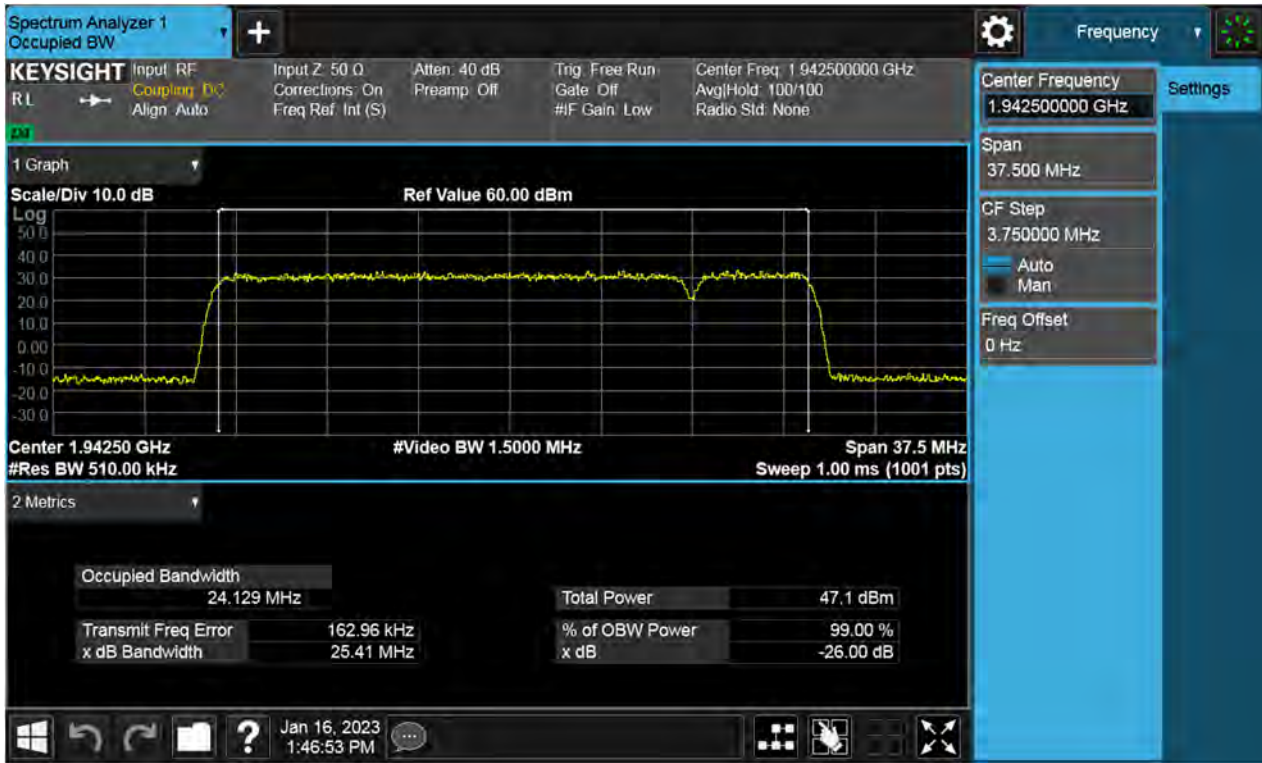 Spectrum Analyzer 1
Occupied BW
Frequency
KEYSIGHT
R L
Input: RF
Coupling: DC
Align: Auto
Input Z: 50 Ω
Corrections: On
Freq Ref: Int (S)
Atten: 40 dB
Preamp: Off
Trig: Free Run
Gate: Off
#IF Gain: Low
Center Freq: 1.942500000 GHz
Avg|Hold: 100/100
Radio Std: None
Center Frequency
1.942500000 GHz
Settings
Span
37.500 MHz
CF Step
3.750000 MHz
Auto
Man
Freq Offset
0 Hz
1 Graph
Scale/Div 10.0 dB
Ref Value 60.00 dBm
Log
50.0
40.0
30.0
20.0
10.0
0.00
-10.0
-20.0
-30.0
Center 1.94250 GHz
#Video BW 1.5000 MHz
Span 37.5 MHz
#Res BW 510.00 kHz
Sweep 1.00 ms (1001 pts)
2 Metrics
Occupied Bandwidth
24.129 MHz
Total Power 47.1 dBm
Transmit Freq Error 162.96 kHz
% of OBW Power 99.00 %
x dB Bandwidth 25.41 MHz
x dB -26.00 dB
?
Jan 16, 2023
1:46:53 PM